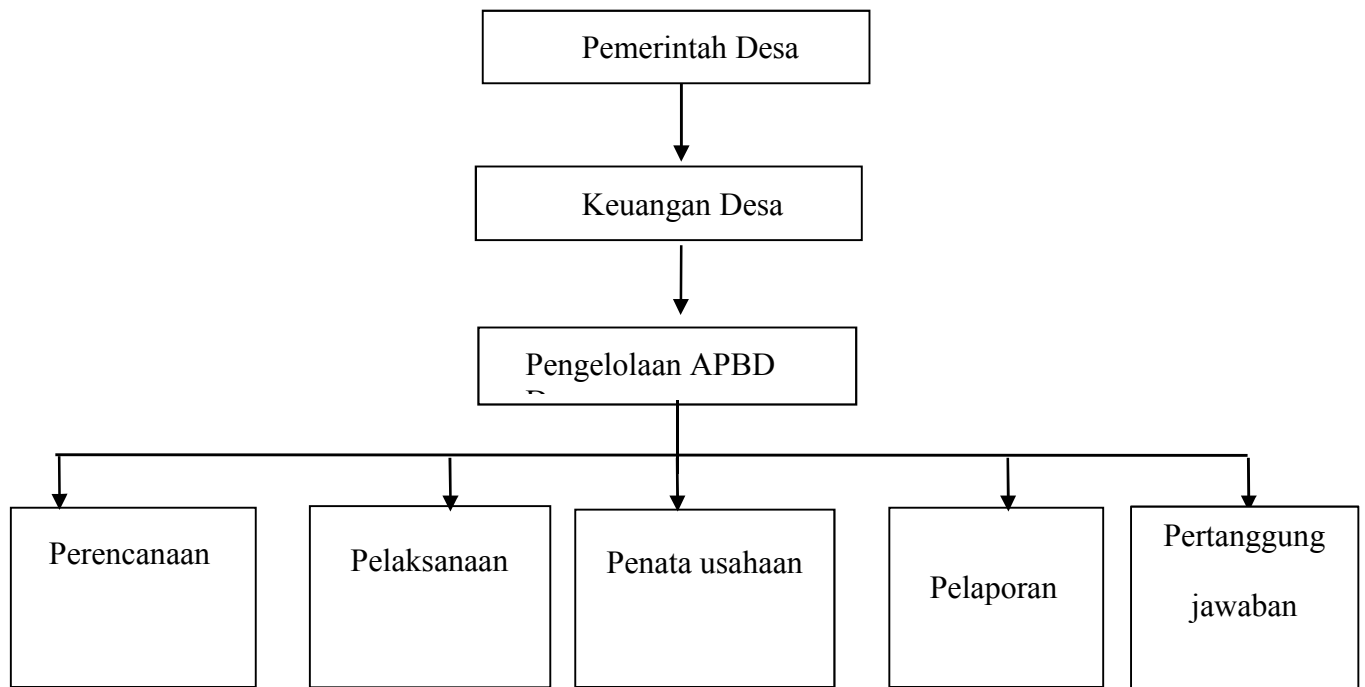 Pemerintah Desa
Keuangan Desa
Pengelolaan APBD
Perencanaan
Pelaksanaan
Penata usahaan
Pelaporan
Pertanggung
jawaban